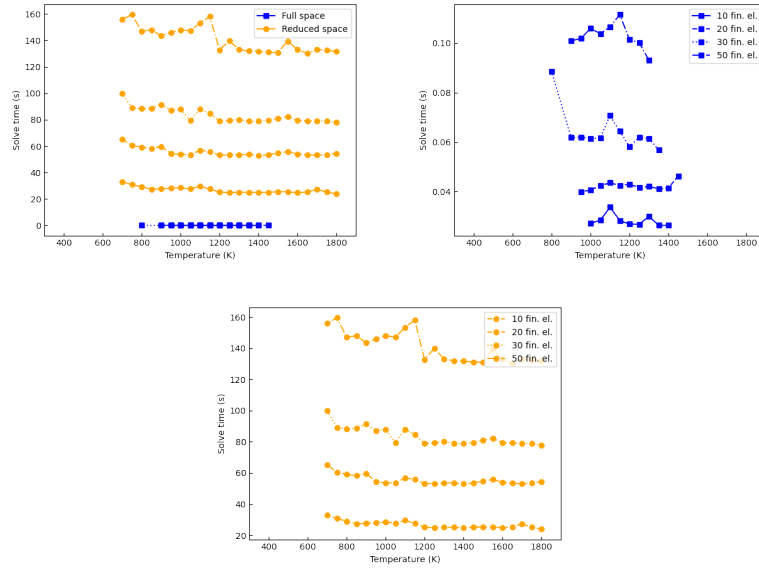 160
140
120
100
80
60
40
20
0
Solve time (s)
Full space
Reduced space
400 600 800 1000 1200 1400 1600 1800
Temperature (K)
0.10
0.08
0.06
0.04
Solve time (s)
10 fin. el.
20 fin. el.
30 fin. el.
50 fin. el.
400 600 800 1000 1200 1400 1600 1800
Temperature (K)
160
140
120
100
80
60
40
20
Solve time (s)
10 fin. el.
20 fin. el.
30 fin. el.
50 fin. el.
400 600 800 1000 1200 1400 1600 1800
Temperature (K)